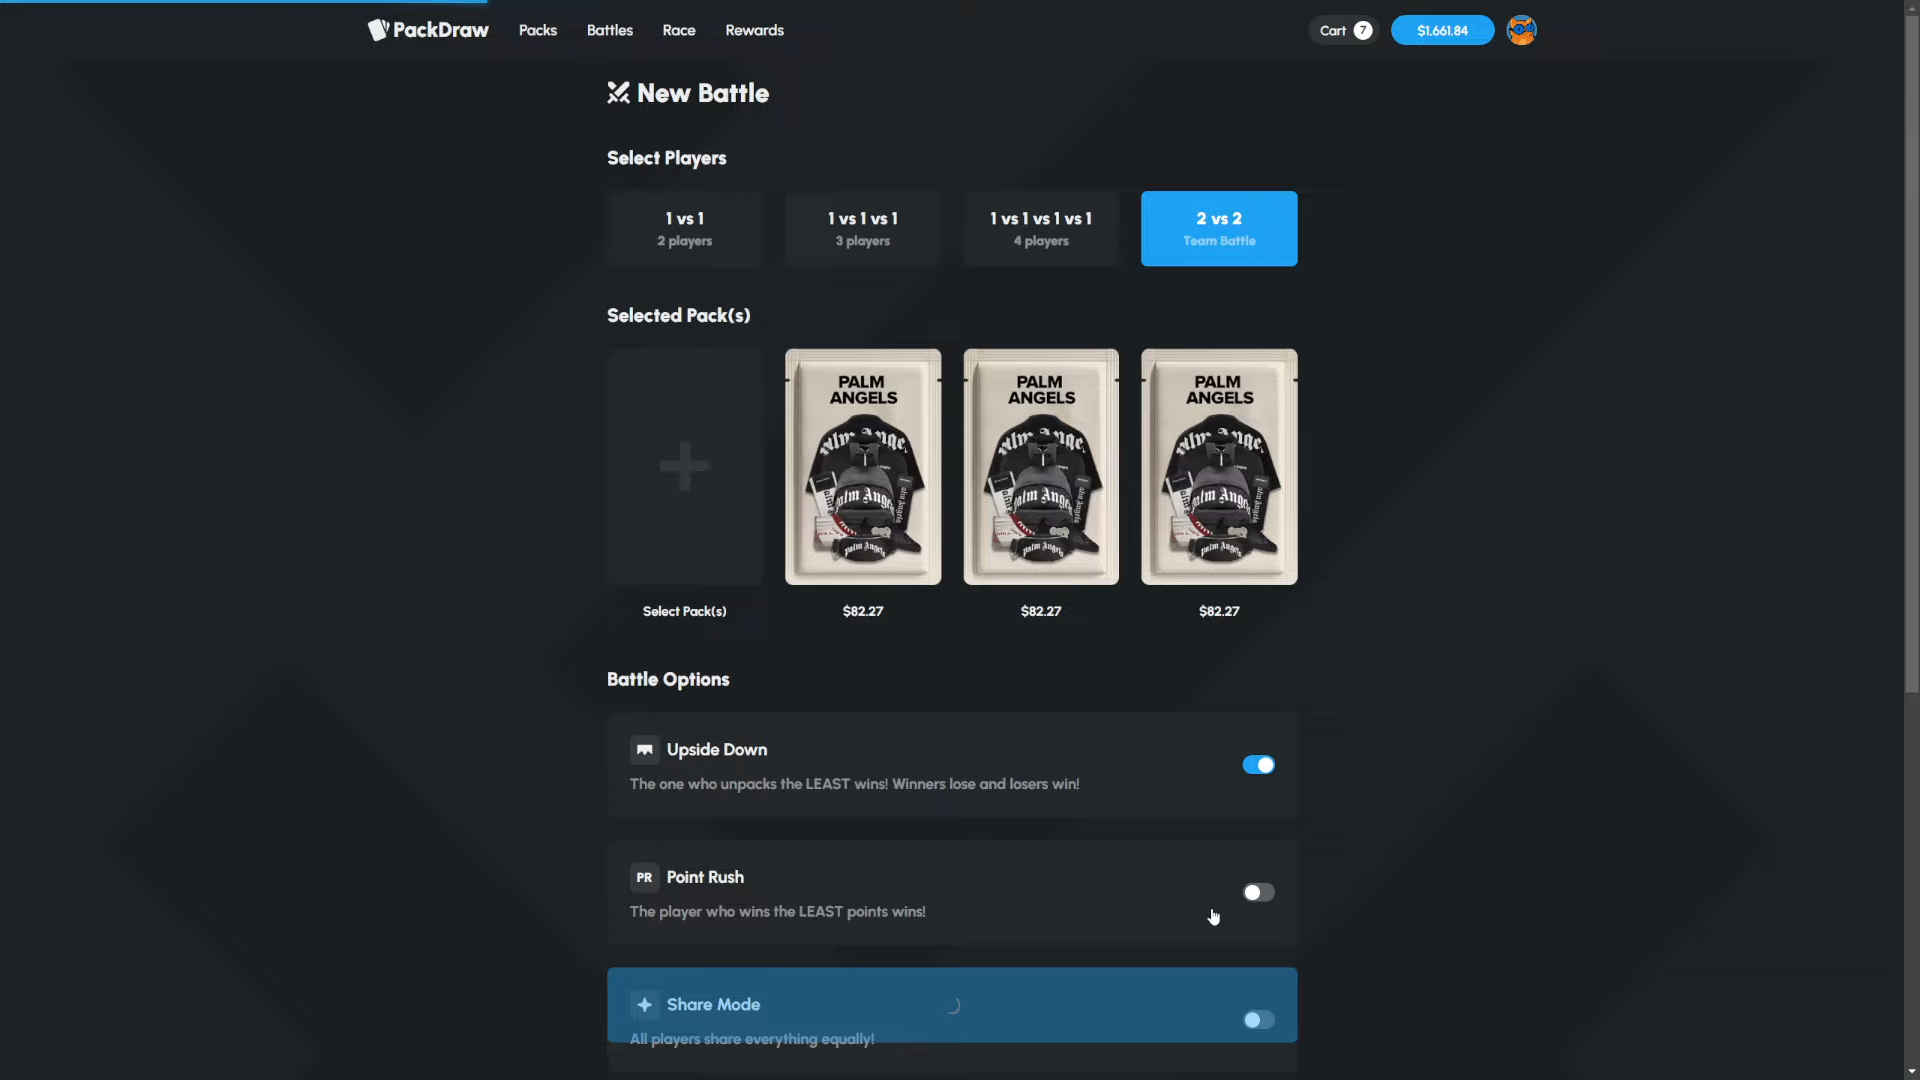 PackDraw
Packs
Battles
Race
Rewards
Cart 7
$1,661.84
New Battle
Select Players
1 vs 1
2 players
1 vs 1 vs 1
3 players
1 vs 1 vs 1 vs 1
4 players
2 vs 2
Team Battle
Selected Pack(s)
PALM
ANGELS
PALM
ANGELS
PALM
ANGELS
Select Pack(s)
$82.27
$82.27
$82.27
Battle Options
Upside Down
The one who unpacks the LEAST wins! Winners lose and losers win!
PR Point Rush
The player who wins the LEAST points wins!
Share Mode
All players share everything equally!